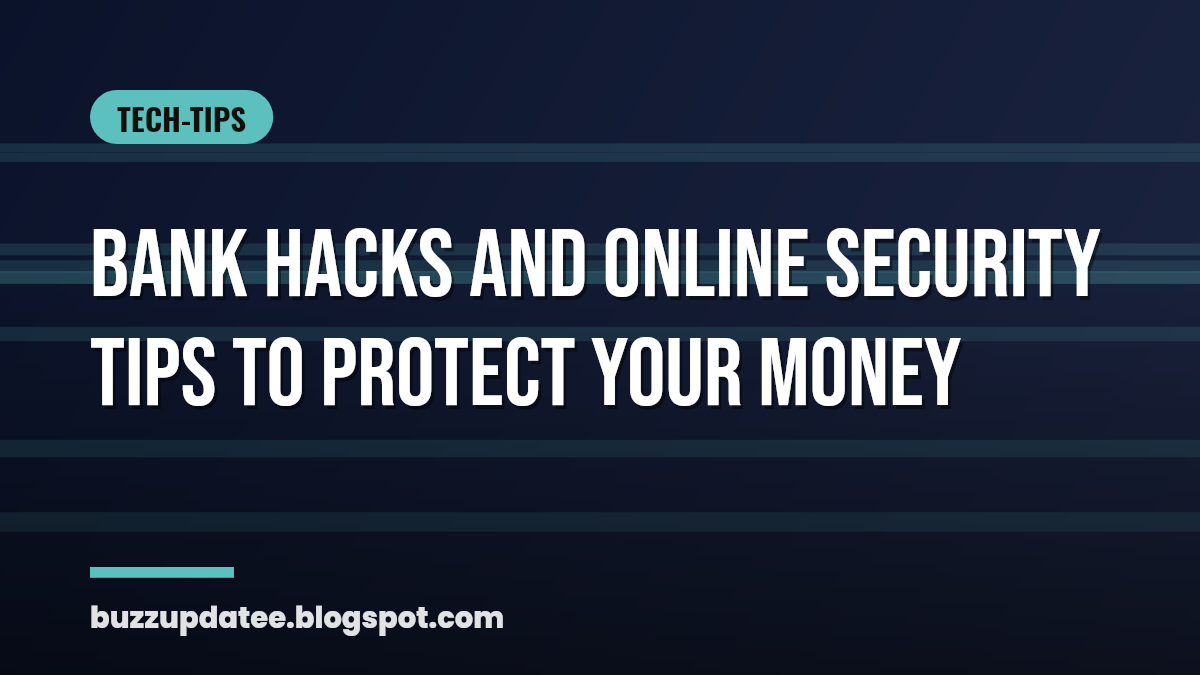 TECH-TIPS
BANK HACKS AND ONLINE SECURITY
TIPS TO PROTECT YOUR MONEY
buzzupdatee.blogspot.com